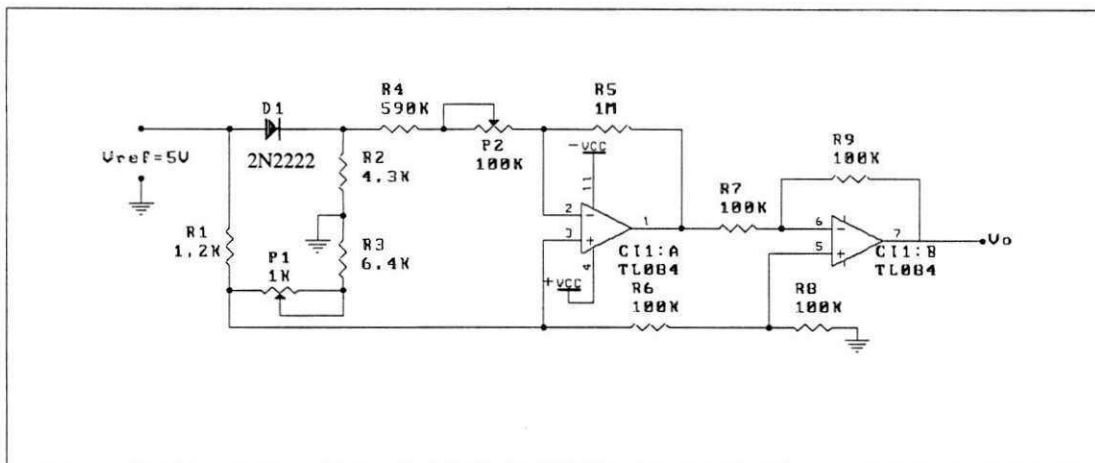 D1
2N2222
Vref=5V
R1
1.2K
P1
1K
R2
4.3K
R3
6.4K
R4
590K
P2
100K
R5
1M
-VCC
11
2
3
1
4
+VCC
CI1:A
TL084
R6
100K
R7
100K
R9
100K
6
5
7
CI1:B
TL084
R8
100K
Vo